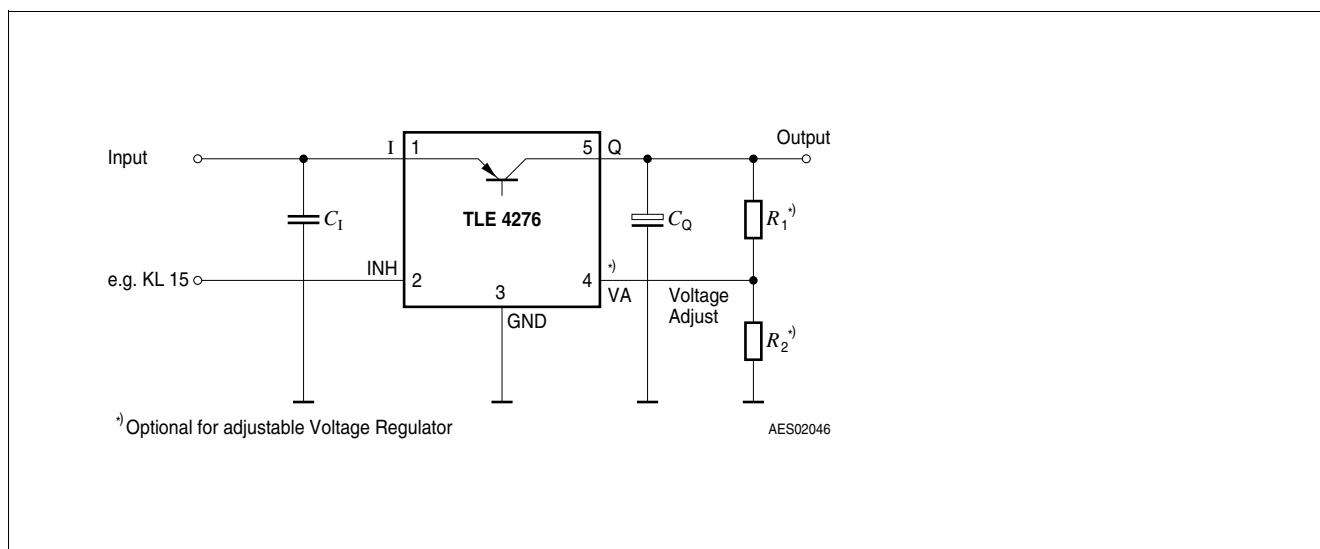 Output
Input
I
1
5
Q
C_I
TLE 4276
C_Q
R_1 *)
INH
e.g. KL 15
2
3
4
*)
VA
Voltage
Adjust
GND
R_2 *)
*) Optional for adjustable Voltage Regulator
AES02046